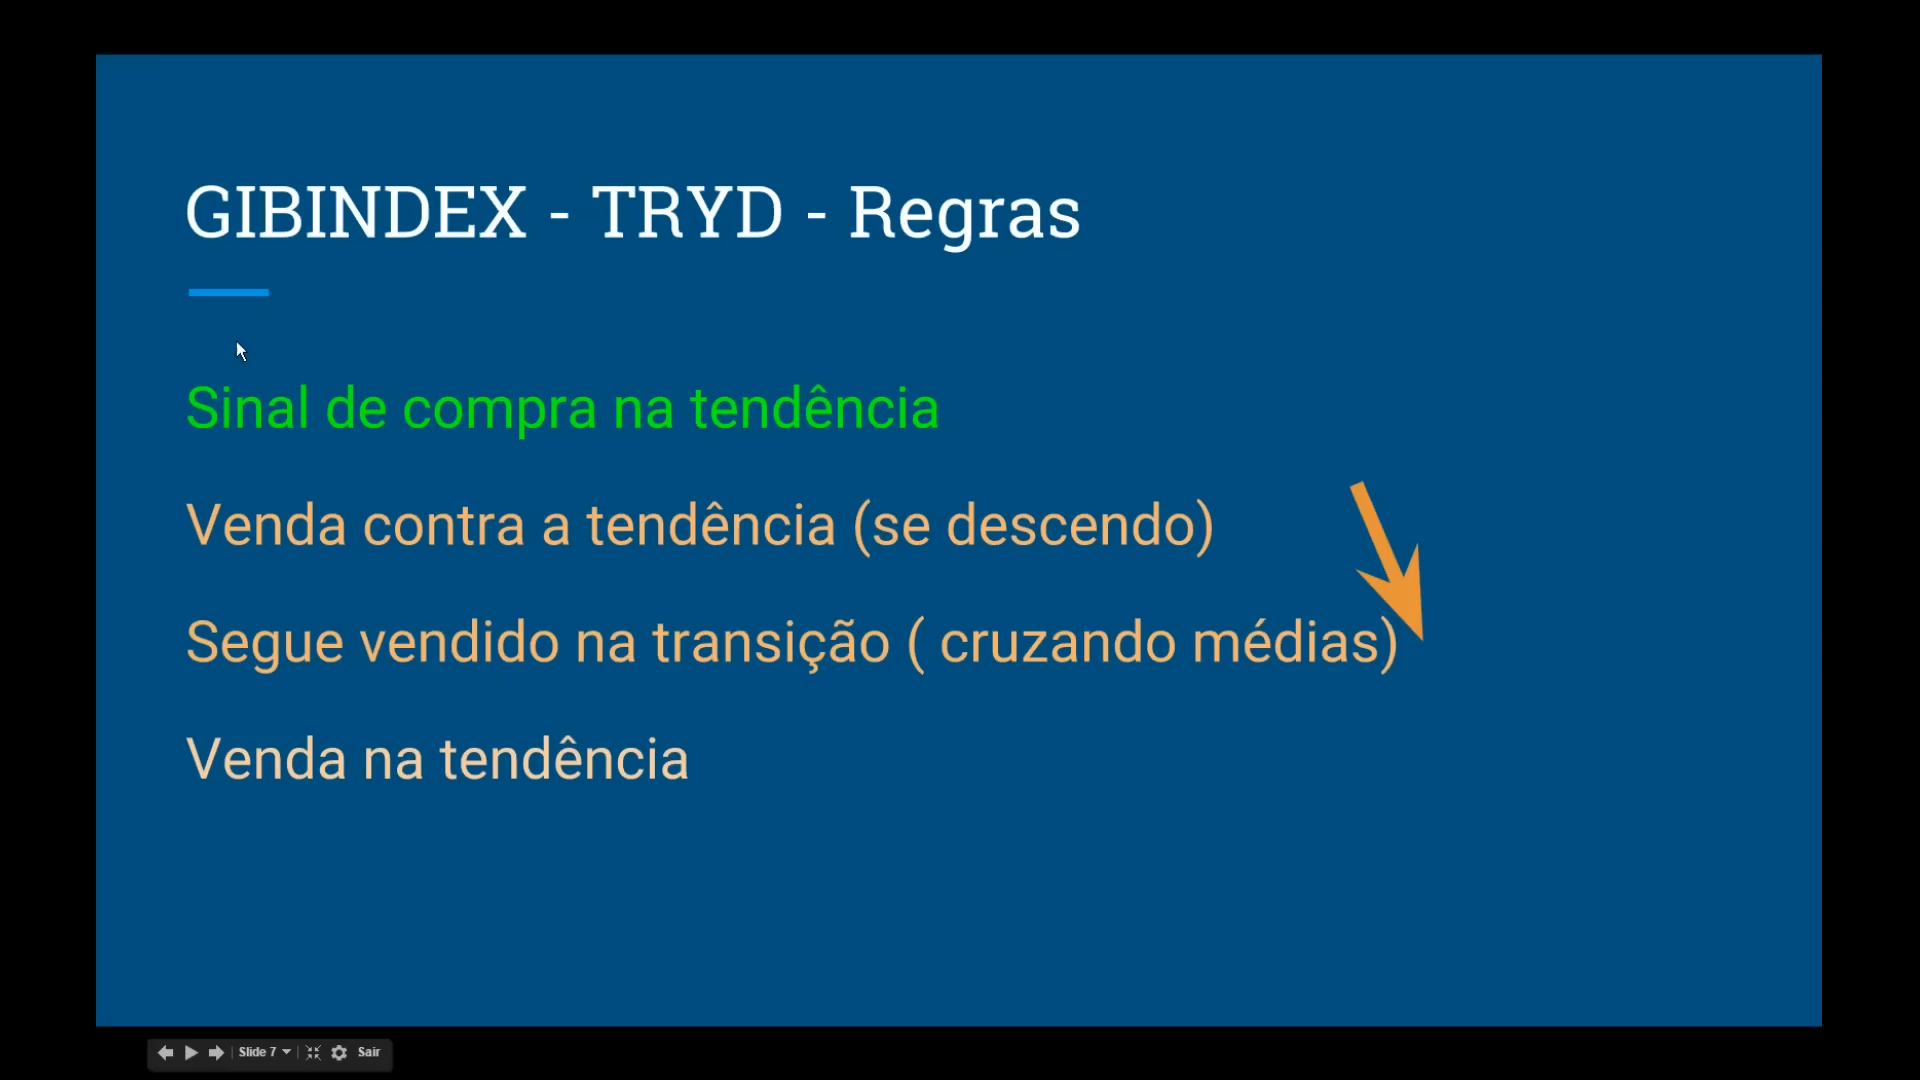 GIBINDEX - TRYD - Regras
Sinal de compra na tendência
Venda contra a tendência (se descendo)
Segue vendido na transição ( cruzando médias)
Venda na tendência
Slide 7
Sair